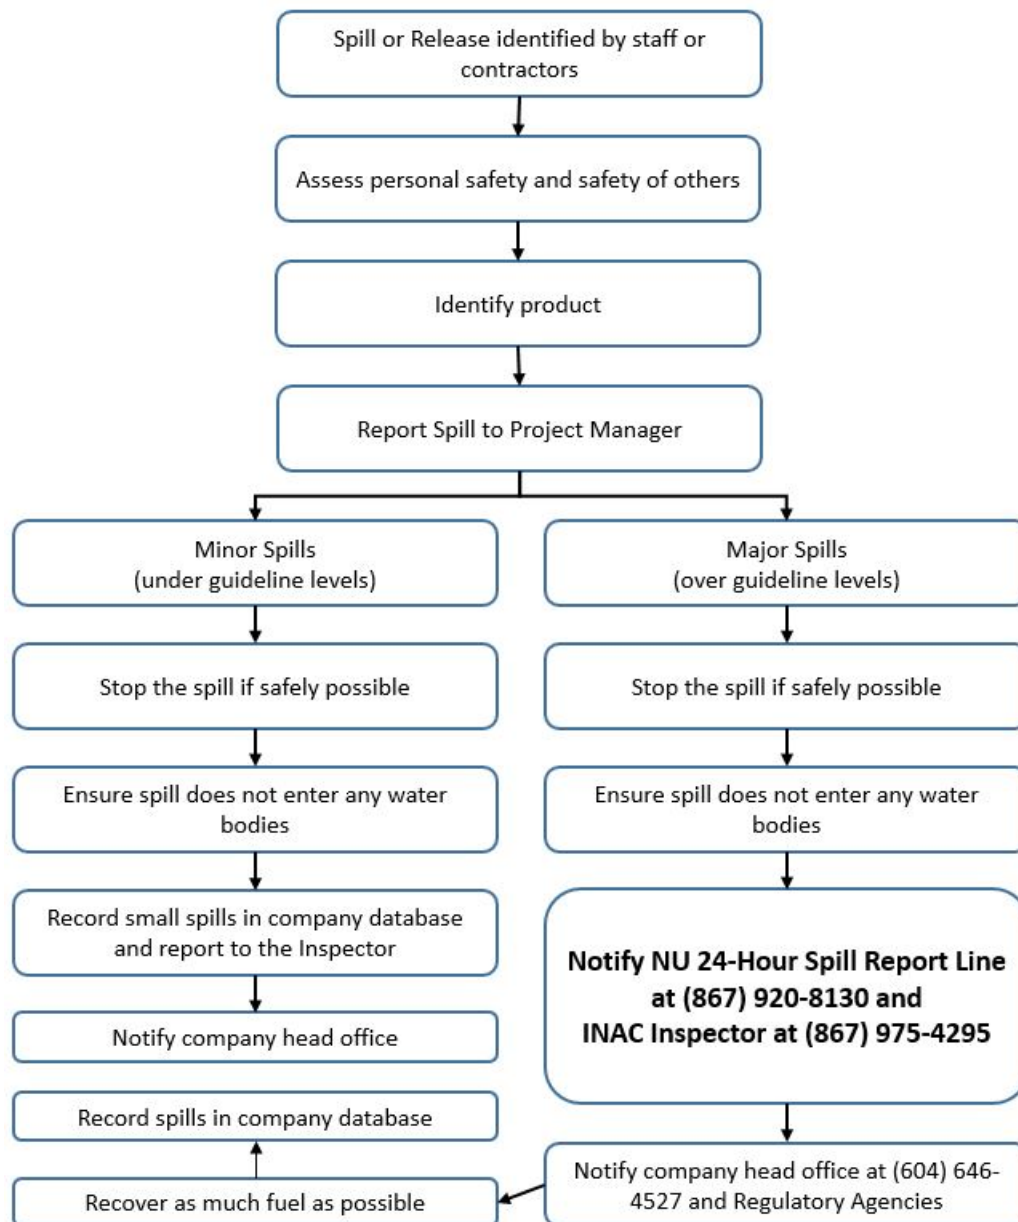 Spill or Release identified by staff or
contractors
Assess personal safety and safety of others
Identify product
Report Spill to Project Manager
Minor Spills
(under guideline levels)
Stop the spill if safely possible
Ensure spill does not enter any water
bodies
Record small spills in company database
and report to the Inspector
Notify company head office
Major Spills
(over guideline levels)
Stop the spill if safely possible
Ensure spill does not enter any water
bodies
Notify NU 24-Hour Spill Report Line
at (867) 920-8130 and
INAC Inspector at (867) 975-4295
Notify company head office at (604) 646-
4527 and Regulatory Agencies
Recover as much fuel as possible
Record spills in company database